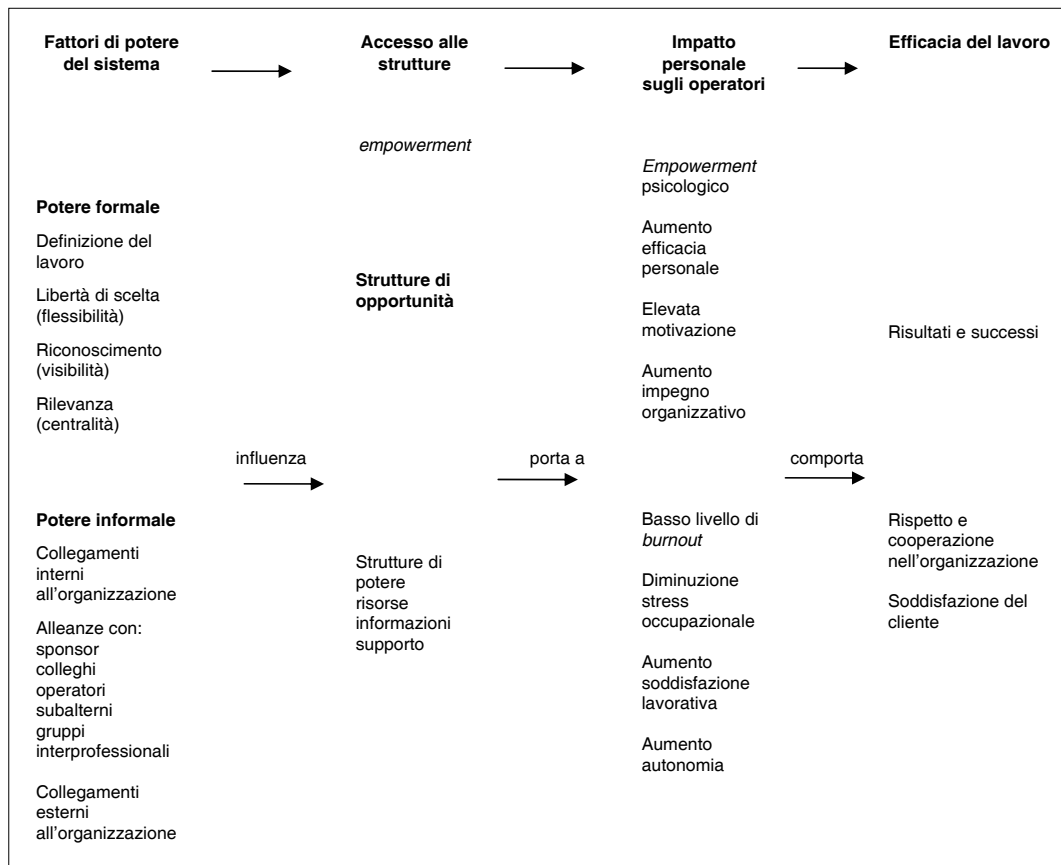 Fattori di potere
del sistema
Accesso alle
strutture
Impatto
personale
sugli operatori
Efficacia del lavoro
Potere formale
Definizione del
lavoro
Libertà di scelta
(flessibilità)
Riconoscimento
(visibilità)
Rilevanza
(centralità)
influenza
Potere informale
Collegamenti
interni
all'organizzazione
Alleanze con:
sponsor
colleghi
operatori
subalterni
gruppi
interprofessionali
Collegamenti
esterni
all'organizzazione
empowerment
Strutture di
opportunità
porta a
Strutture di
potere
risorse
informazioni
supporto
Empowerment
psicologico
Aumento
efficacia
personale
Elevata
motivazione
Aumento
impegno
organizzativo
comporta
Basso livello di
burnout
Diminuzione
stress
occupazionale
Aumento
soddisfazione
lavorativa
Aumento
autonomia
Risultati e successi
Rispetto e
cooperazione
nell'organizzazione
Soddisfazione del
cliente